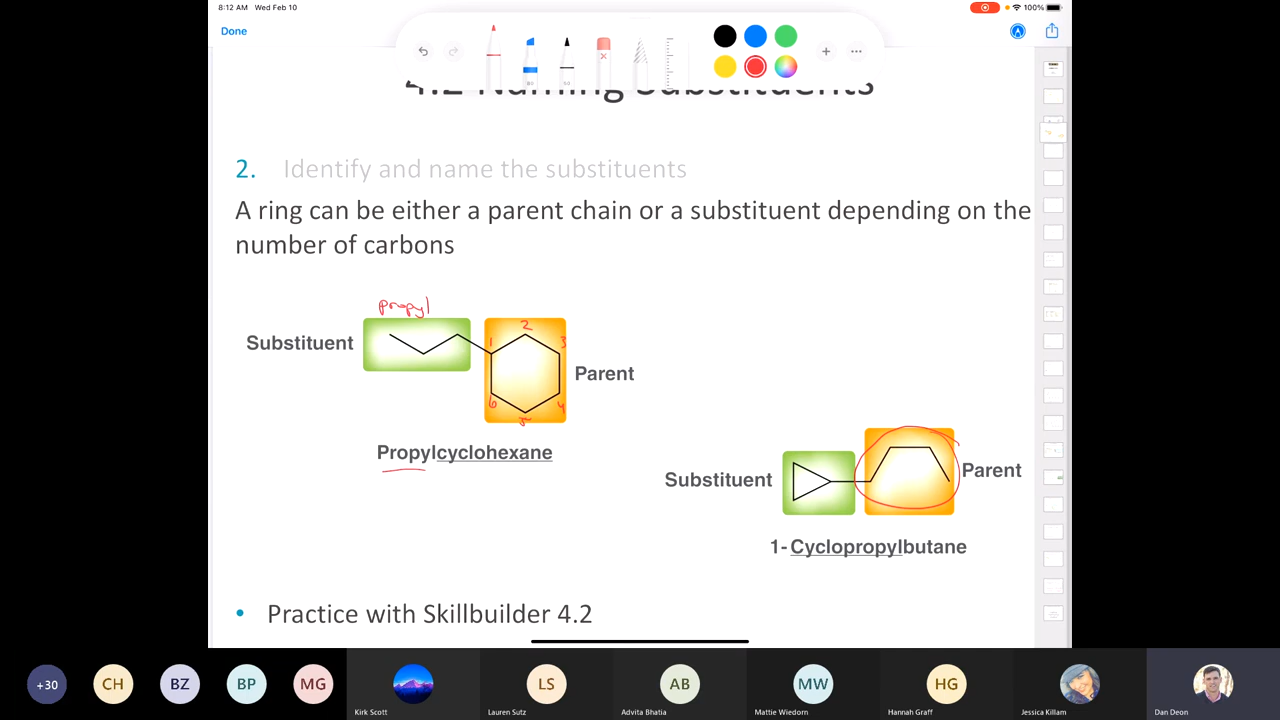 8:12 AM Wed Feb 10
100%
Done
4.2 Naming Substituents
2. Identify and name the substituents
A ring can be either a parent chain or a substituent depending on the
number of carbons
propyl
Substituent
1
2
3
4
5
6
Parent
Propylcyclohexane
Substituent
Parent
1-Cyclopropylbutane
• Practice with Skillbuilder 4.2
+30
CH
BZ
BP
MG
LS
AB
MW
HG
Kirk Scott
Lauren Sutz
Advita Bhatia
Mattie Wiedorn
Hannah Graff
Jessica Killam
Dan Deon